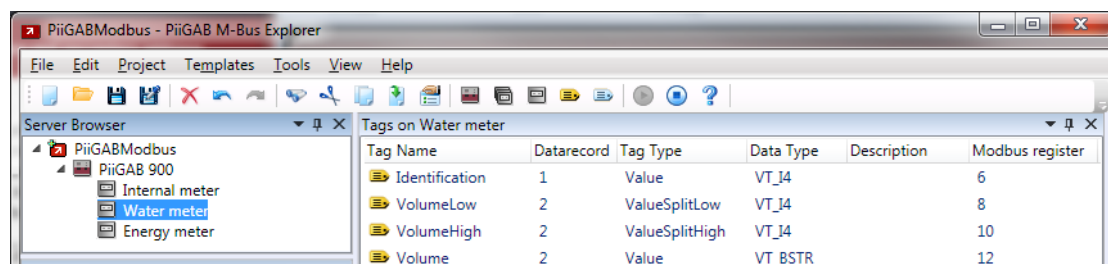 PiiGABModbus - PiiGAB M-Bus Explorer
File Edit Project Templates Tools View Help
Server Browser
PiiGABModbus
PiiGAB 900
Internal meter
Water meter
Energy meter
Tags on Water meter
Tag Name Datarecord Tag Type Data Type Description Modbus register
Identification 1 Value VT_I4 6
VolumeLow 2 ValueSplitLow VT_I4 8
VolumeHigh 2 ValueSplitHigh VT_I4 10
Volume 2 Value VT_BSTR 12